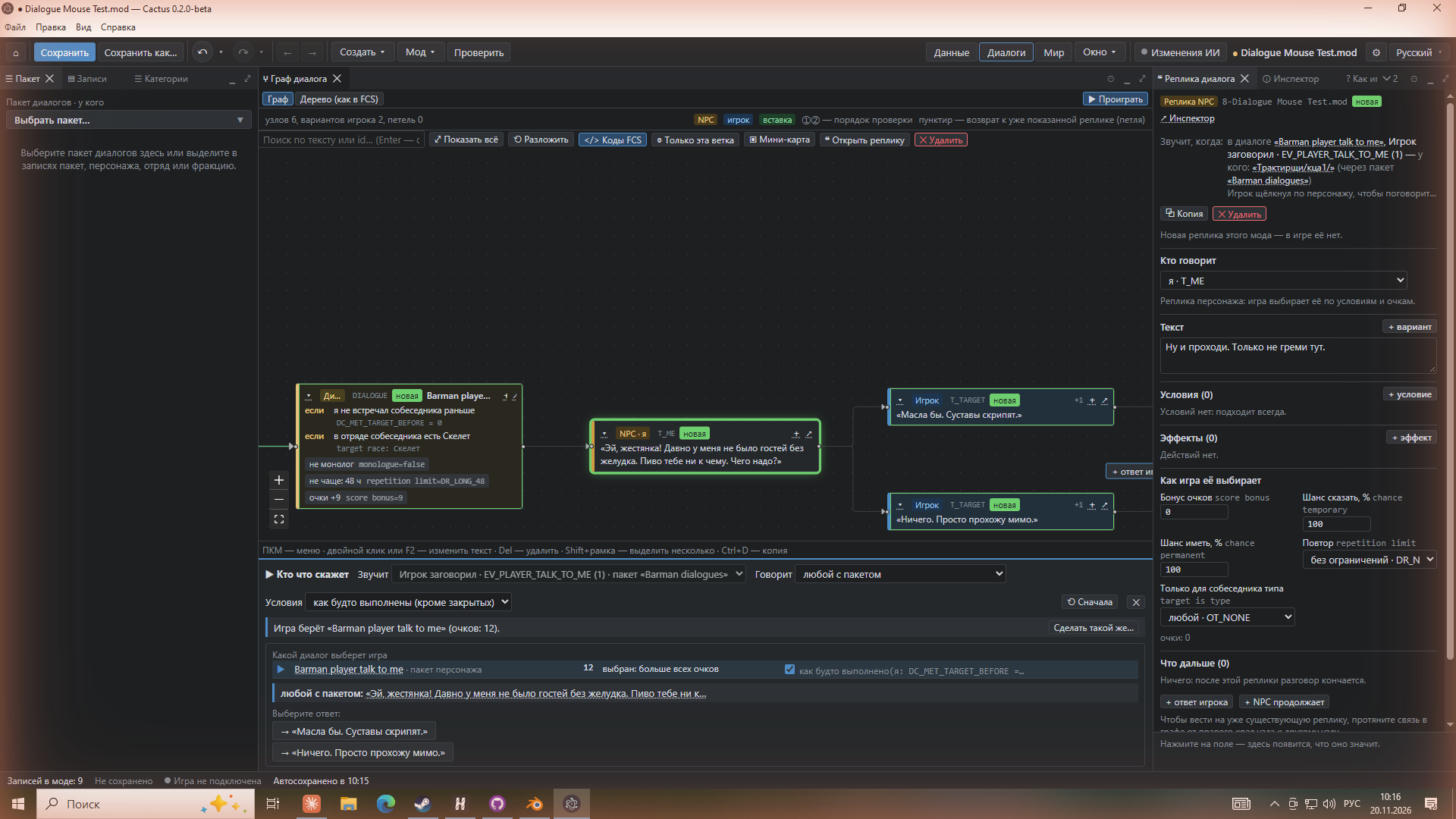 ● Dialogue Mouse Test.mod — Cactus 0.2.0-beta
Файл Правка Вид Справка
Сохранить Сохранить как... Создать Мод Проверить Данные Диалоги Мир Окно Изменения ИИ ● Dialogue Mouse Test.mod Русский
Пакет Записи Категории
Пакет диалогов · у кого
Выбрать пакет...
Выберите пакет диалогов здесь или выделите в
записях пакет, персонажа, отряд или фракцию.
Граф диалога
Граф Дерево (как в FCS) Проиграть
узлов 6, вариантов игрока 2, петель 0 NPC игрок вставка ①② — порядок проверки пунктир — возврат к уже показанной реплике (петля)
Поиск по тексту или id... (Enter — с Показать всё Разложить </> Коды FCS Только эта ветка Мини-карта Открыть реплику Удалить
Ди... DIALOGUE новая Barman playe...
если я не встречал собеседника раньше
DC_MET_TARGET_BEFORE = 0
если в отряде собеседника есть Скелет
target race: Скелет
не монолог monologue=false
не чаще: 48 ч repetition limit=DR_LONG_48
очки +9 score bonus=9
NPC · я T_ME новая
«Эй, жестянка! Давно у меня не было гостей без
желудка. Пиво тебе ни к чему. Чего надо?»
Игрок T_TARGET новая +1
«Масла бы. Суставы скрипят.»
+ ответ иг
Игрок T_TARGET новая +1
«Ничего. Просто прохожу мимо.»
ПКМ — меню · двойной клик или F2 — изменить текст · Del — удалить · Shift+рамка — выделить несколько · Ctrl+D — копия
Кто что скажет Звучит Игрок заговорил · EV_PLAYER_TALK_TO_ME (1) · пакет «Barman dialogues» Говорит любой с пакетом
Условия как будто выполнены (кроме закрытых) Сначала
Игра берёт «Barman player talk to me» (очков: 12). Сделать такой же...
Какой диалог выберет игра
Barman player talk to me · пакет персонажа 12 выбран: больше всех очков как будто выполнено(я: DC_MET_TARGET_BEFORE =…
любой с пакетом: «Эй, жестянка! Давно у меня не было гостей без желудка. Пиво тебе ни к...
Выберите ответ:
→ «Масла бы. Суставы скрипят.»
→ «Ничего. Просто прохожу мимо.»
Реплика диалога Инспектор ? Как и 2
Реплика NPC 8-Dialogue Mouse Test.mod новая
Инспектор
Звучит, когда: в диалоге «Barman player talk to me», Игрок
заговорил · EV_PLAYER_TALK_TO_ME (1) — у
кого: «Трактирщи/кца1/» (через пакет
«Barman dialogues»)
Игрок щёлкнул по персонажу, чтобы поговорит...
Копия Удалить
Новая реплика этого мода — в игре её нет.
Кто говорит
я · T_ME
Реплика персонажа: игра выбирает её по условиям и очкам.
Текст + вариант
Ну и проходи. Только не греми тут.
Условия (0) + условие
Условий нет: подходит всегда.
Эффекты (0) + эффект
Действий нет.
Как игра её выбирает
Бонус очков score bonus
0
Шанс сказать, % chance
temporary
100
Шанс иметь, % chance
permanent
100
Повтор repetition limit
без ограничений · DR_N
Только для собеседника типа
target is type
любой · OT_NONE
очки: 0
Что дальше (0)
Ничего: после этой реплики разговор кончается.
+ ответ игрока + NPC продолжает
Чтобы вести на уже существующую реплику, протяните связь в
Нажмите на поле — здесь появится, что оно значит.
Записей в моде: 9 Не сохранено Игра не подключена Автосохранено в 10:15
Поиск РУС 10:16
20.11.2026